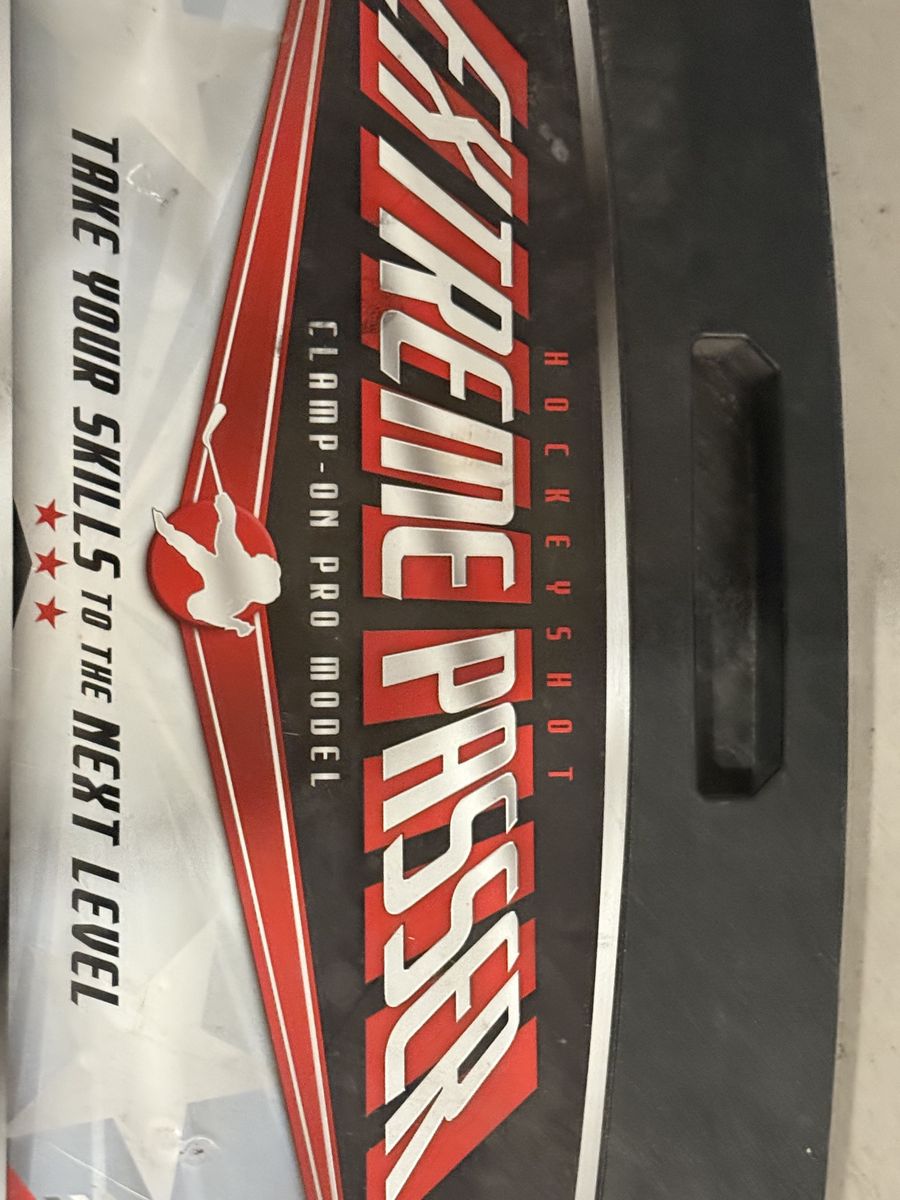 HOCKEYSHOT
EXTREME PASSER
CLAMP-ON PRO MODEL
TAKE YOUR SKILLS TO THE NEXT LEVEL